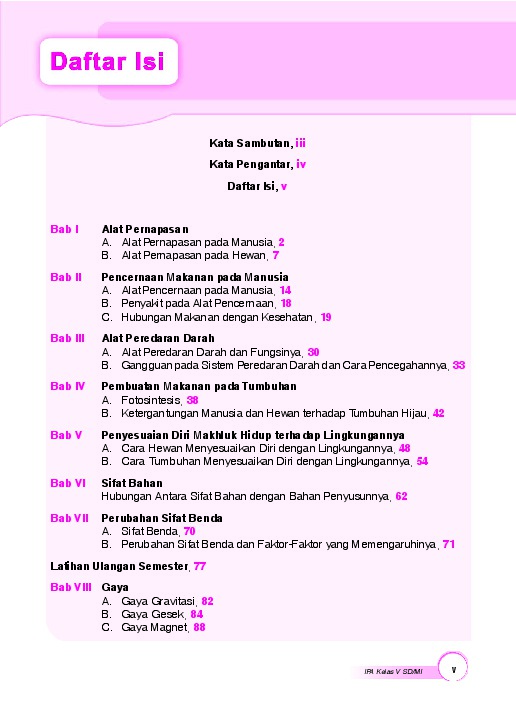 Daftar Isi
Kata Sambutan, iii
Kata Pengantar, iv
Daftar Isi, v
Bab I Alat Pernapasan
A. Alat Pernapasan pada Manusia, 2
B. Alat Pernapasan pada Hewan, 7
Bab II Pencernaan Makanan pada Manusia
A. Alat Pencernaan pada Manusia, 14
B. Penyakit pada Alat Pencernaan, 18
C. Hubungan Makanan dengan Kesehatan, 19
Bab III Alat Peredaran Darah
A. Alat Peredaran Darah dan Fungsinya, 30
B. Gangguan pada Sistem Peredaran Darah dan Cara Pencegahannya, 33
Bab IV Pembuatan Makanan pada Tumbuhan
A. Fotosintesis, 38
B. Ketergantungan Manusia dan Hewan terhadap Tumbuhan Hijau, 42
Bab V Penyesuaian Diri Makhluk Hidup terhadap Lingkungannya
A. Cara Hewan Menyesuaikan Diri dengan Lingkungannya, 48
B. Cara Tumbuhan Menyesuaikan Diri dengan Lingkungannya, 54
Bab VI Sifat Bahan
Hubungan Antara Sifat Bahan dengan Bahan Penyusunnya, 62
Bab VII Perubahan Sifat Benda
A. Sifat Benda, 70
B. Perubahan Sifat Benda dan Faktor-Faktor yang Memengaruhinya, 71
Latihan Ulangan Semester, 77
Bab VIII Gaya
A. Gaya Gravitasi, 82
B. Gaya Gesek, 84
C. Gaya Magnet, 88
IPA Kelas V SD/MI v